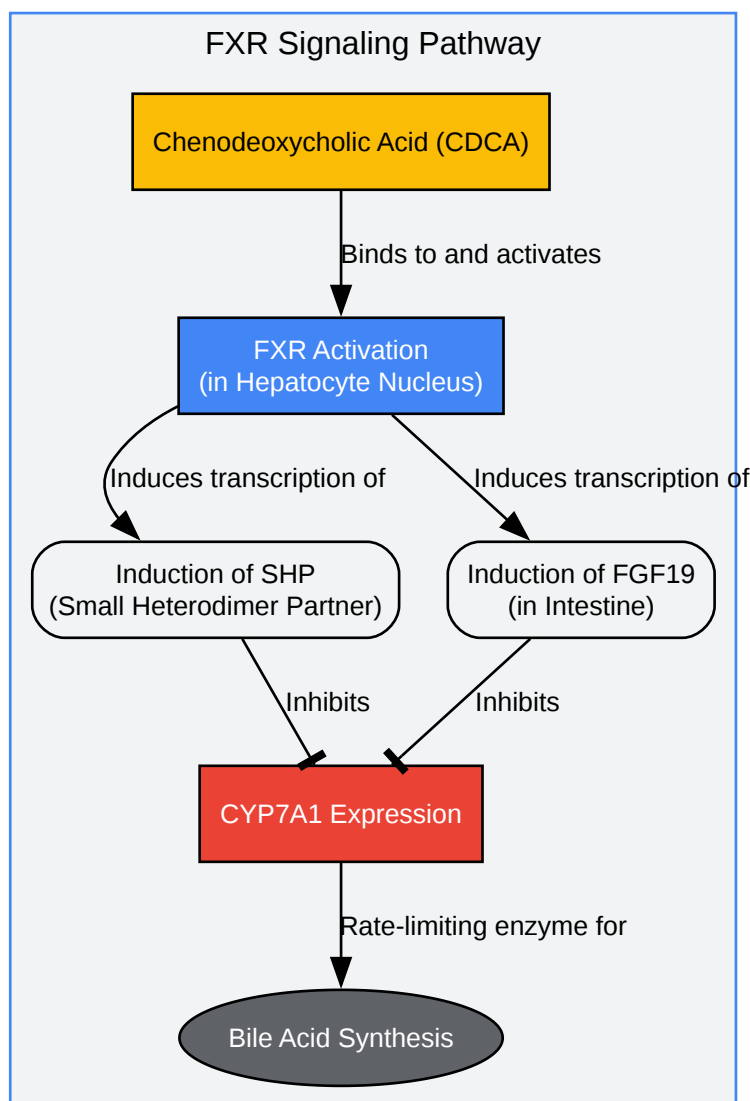 FXR Signaling Pathway
Chenodeoxycholic Acid (CDCA)
Binds to and activates
FXR Activation
(in Hepatocyte Nucleus)
Induces transcription of
Induces transcription of
Induction of SHP
(Small Heterodimer Partner)
Induction of FGF19
(in Intestine)
Inhibits
Inhibits
CYP7A1 Expression
Rate-limiting enzyme for
Bile Acid Synthesis